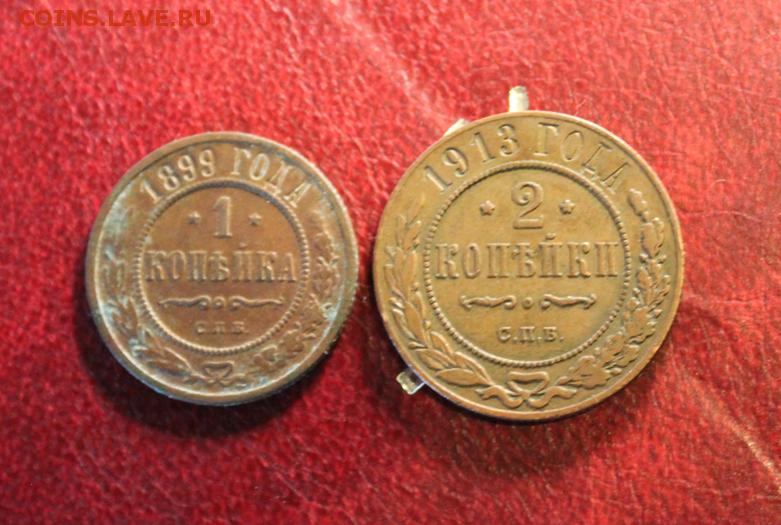 COINS.LAVE.RU
1899 ГОДА
* 1 *
КОПѢЙКА
С.П.Б.
1913 ГОДА
* 2 *
КОПѢЙКИ
С.П.Б.